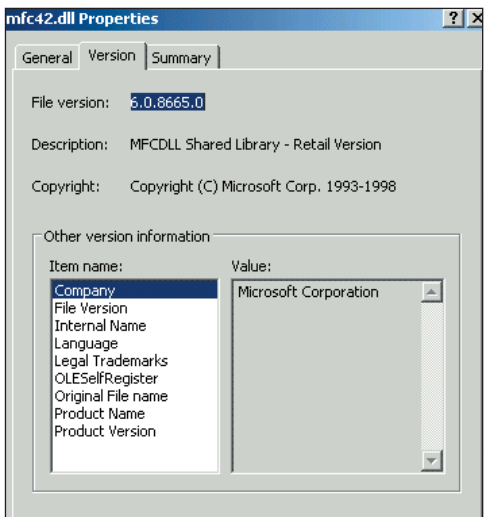 mfc42.dll Properties
General Version Summary
File version: 6.0.8665.0
Description: MFCDLL Shared Library - Retail Version
Copyright: Copyright (C) Microsoft Corp. 1993-1998
Other version information
Item name: Value:
Company Microsoft Corporation
File Version
Internal Name
Language
Legal Trademarks
OLESelfRegister
Original File name
Product Name
Product Version